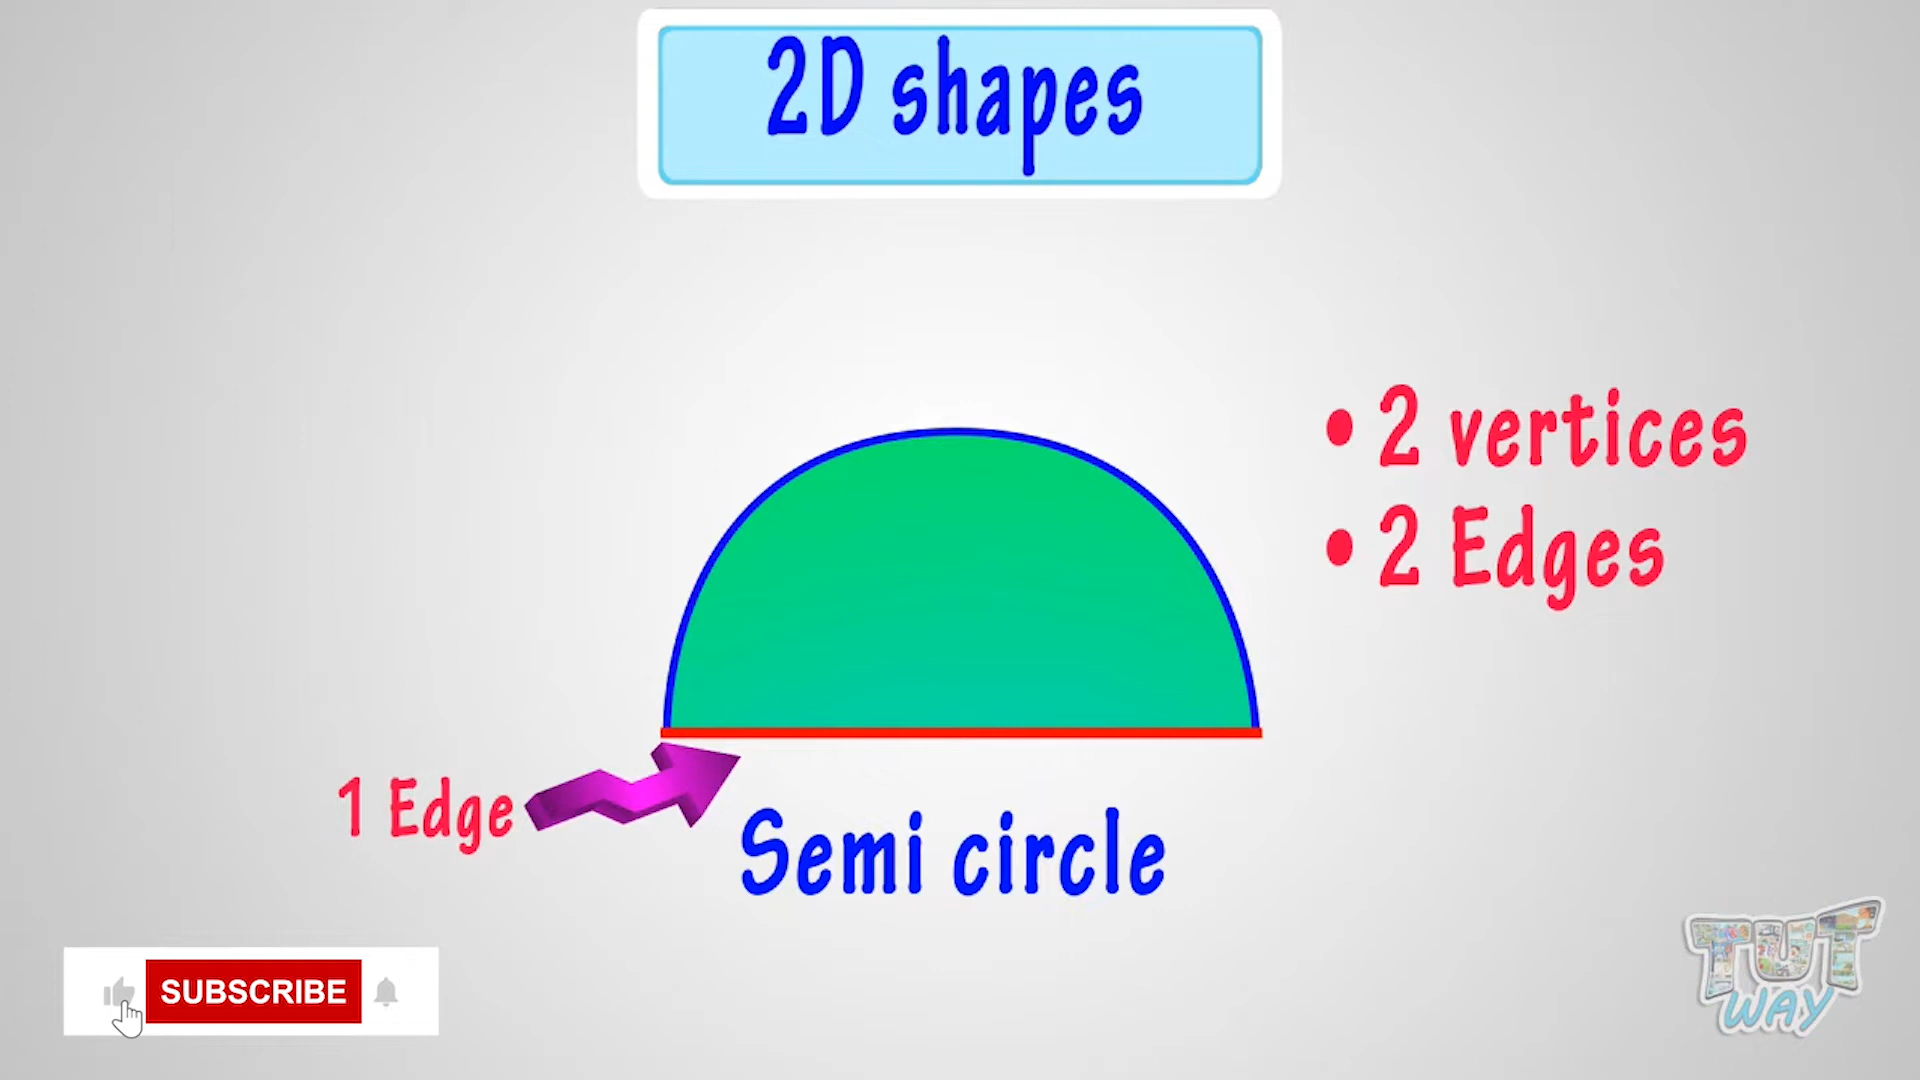 2D shapes
• 2 vertices
• 2 Edges
1 Edge
Semi circle
SUBSCRIBE
TUT
WAY